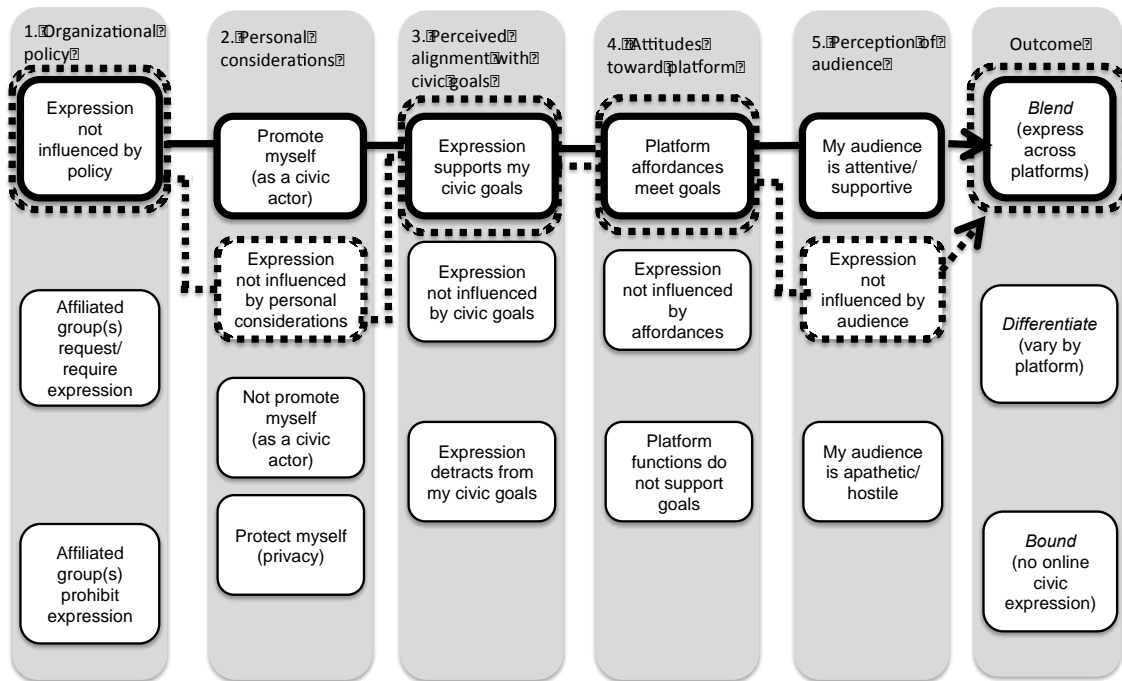 1. Organizational
policy
Expression
not
influenced by
policy
Affiliated
group(s)
request/
require
expression
Affiliated
group(s)
prohibit
expression
2. Personal
considerations
Promote
myself
(as a civic
actor)
Expression
not influenced
by personal
considerations
Not promote
myself
(as a civic
actor)
Protect myself
(privacy)
3. Perceived
alignment with
civic goals
Expression
supports my
civic goals
Expression
not influenced
by civic goals
Expression
detracts from
my civic goals
4. Attitudes
toward platform
Platform
affordances
meet goals
Expression
not influenced
by
affordances
Platform
functions do
not support
goals
5. Perception of
audience
My audience
is attentive/
supportive
Expression
not
influenced by
audience
My audience
is apathetic/
hostile
Outcome
Blend
(express
across
platforms)
Differentiate
(vary by
platform)
Bound
(no online
civic
expression)